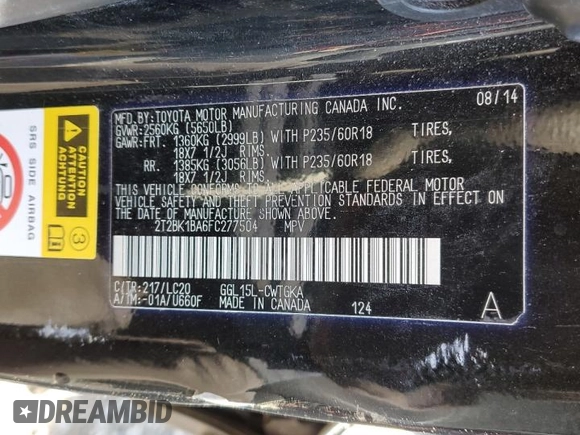 MFD.BY:TOYOTA MOTOR MANUFACTURING CANADA INC. 08/14
GVWR:2560KG (5650LB)
GAWR:FRT. 1360KG (2999LB) WITH P235/60R18 TIRES,
18X7 1/2J RIMS
RR. 1385KG (3056LB) WITH P235/60R18 TIRES,
18X7 1/2J RIMS
THIS VEHICLE CONFORMS TO ALL APPLICABLE FEDERAL MOTOR
VEHICLE SAFETY AND THEFT PREVENTION STANDARDS IN EFFECT ON
THE DATE OF MANUFACTURE SHOWN ABOVE.
2T2BK1BA6FC277504 MPV
C/TR:217/LC20 GGL15L-CWTGKA
A/TM:-01A/U660F MADE IN CANADA 124 A
SRS SIDE AIRBAG
CAUTION
ATTENTION
ACHTUNG
3
DREAMBID